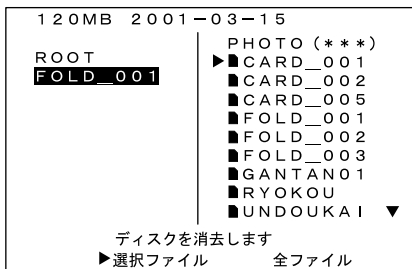 120MB 2001-03-15
ROOT
FOLD_001
PHOTO(***)
▶CARD_001
CARD_002
CARD_005
FOLD_001
FOLD_002
FOLD_003
GANTAN01
RYOKOU
UNDOUKAI ▼
ディスクを消去します
▶選択ファイル 全ファイル